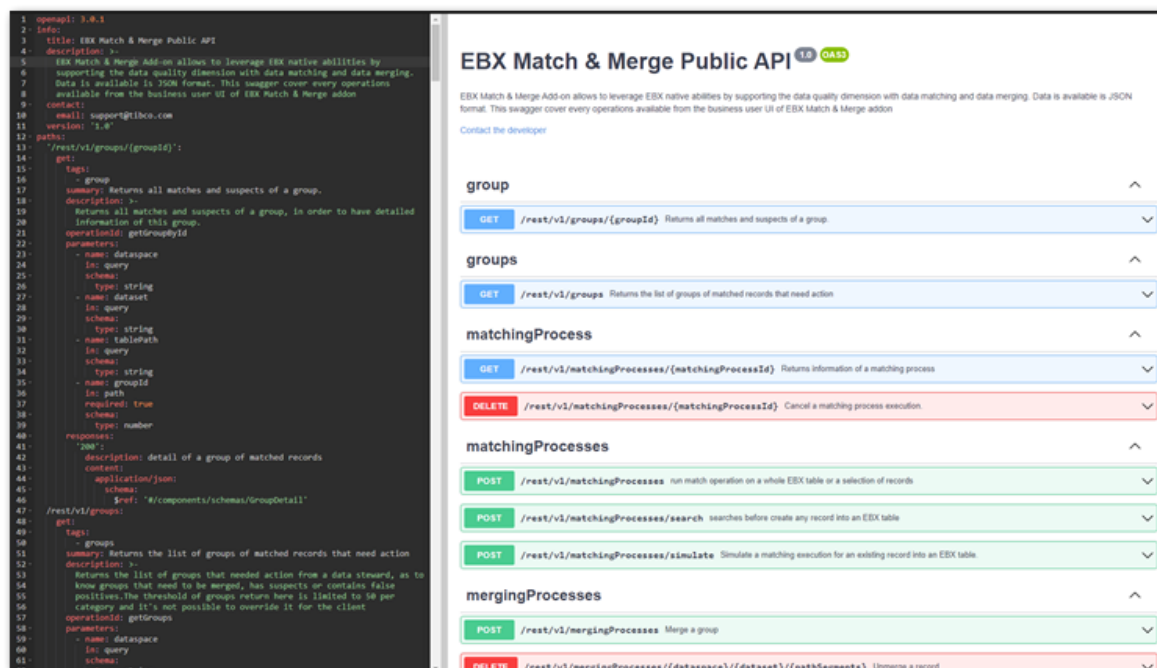 1 openapi: 3.0.1
2 info:
3 title: EBX Match & Merge Public API
4 description: >-
5 EBX Match & Merge Add-on allows to leverage EBX native abilities by
6 supporting the data quality dimension with data matching and data merging.
7 Data is available is JSON format. This swagger cover every operations
8 available from the business user UI of EBX Match & Merge addon
9 contact:
10 email: support@tibco.com
11 version: '1.0'
12 paths:
13 '/rest/v1/groups/{groupId}':
14 get:
15 tags:
16 - group
17 summary: Returns all matches and suspects of a group.
18 description: >-
19 Returns all matches and suspects of a group, in order to have detailed
20 information of this group.
21 operationId: getGroupById
22 parameters:
23 - name: dataspace
24 in: query
25 schema:
26 type: string
27 - name: dataset
28 in: query
29 schema:
30 type: string
31 - name: tablePath
32 in: query
33 schema:
34 type: string
35 - name: groupId
36 in: path
37 required: true
38 schema:
39 type: number
40 responses:
41 '200':
42 description: detail of a group of matched records
43 content:
44 application/json:
45 schema:
46 $ref: '#/components/schemas/GroupDetail'
47 /rest/v1/groups:
48 get:
49 tags:
50 - groups
51 summary: Returns the list of groups of matched records that need action
52 description: >-
53 Returns the list of groups that needed action from a data steward, as to
54 know groups that need to be merged, has suspects or contains false
55 positives.The threshold of groups return here is limited to 50 per
56 category and it's not possible to override it for the client
57 operationId: getGroups
58 parameters:
59 - name: dataspace
60 in: query
61 schema:
EBX Match & Merge Public API 1.0 OAS3
EBX Match & Merge Add-on allows to leverage EBX native abilities by supporting the data quality dimension with data matching and data merging. Data is available is JSON
format. This swagger cover every operations available from the business user UI of EBX Match & Merge addon
Contact the developer
group
GET /rest/v1/groups/{groupId} Returns all matches and suspects of a group.
groups
GET /rest/v1/groups Returns the list of groups of matched records that need action
matchingProcess
GET /rest/v1/matchingProcesses/{matchingProcessId} Returns information of a matching process
DELETE /rest/v1/matchingProcesses/{matchingProcessId} Cancel a matching process execution.
matchingProcesses
POST /rest/v1/matchingProcesses run match operation on a whole EBX table or a selection of records
POST /rest/v1/matchingProcesses/search searches before create any record into an EBX table
POST /rest/v1/matchingProcesses/simulate Simulate a matching execution for an existing record into an EBX table.
mergingProcesses
POST /rest/v1/mergingProcesses Merge a group
DELETE /rest/v1/mergingProcesses/{dataspace}/{dataset}/{pathSegments} Unmerge a record